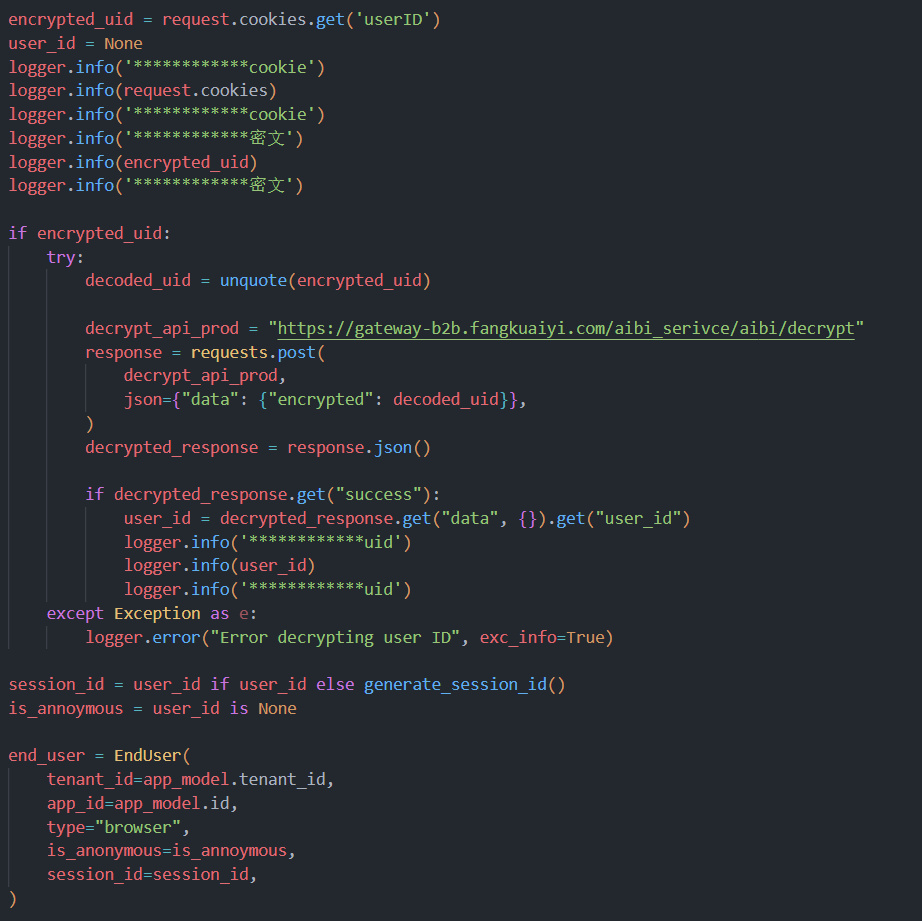 encrypted_uid = request.cookies.get('userID')
user_id = None
logger.info('************cookie')
logger.info(request.cookies)
logger.info('************cookie')
logger.info('************密文')
logger.info(encrypted_uid)
logger.info('************密文')
if encrypted_uid:
    try:
        decoded_uid = unquote(encrypted_uid)
        decrypt_api_prod = "https://gateway-b2b.fangkuaiyi.com/aibi_serivce/aibi/decrypt"
        response = requests.post(
            decrypt_api_prod,
            json={"data": {"encrypted": decoded_uid}},
        )
        decrypted_response = response.json()
        if decrypted_response.get("success"):
            user_id = decrypted_response.get("data", {}).get("user_id")
            logger.info('************uid')
            logger.info(user_id)
            logger.info('************uid')
    except Exception as e:
        logger.error("Error decrypting user ID", exc_info=True)
session_id = user_id if user_id else generate_session_id()
is_annoymous = user_id is None
end_user = EndUser(
    tenant_id=app_model.tenant_id,
    app_id=app_model.id,
    type="browser",
    is_anonymous=is_annoymous,
    session_id=session_id,
)